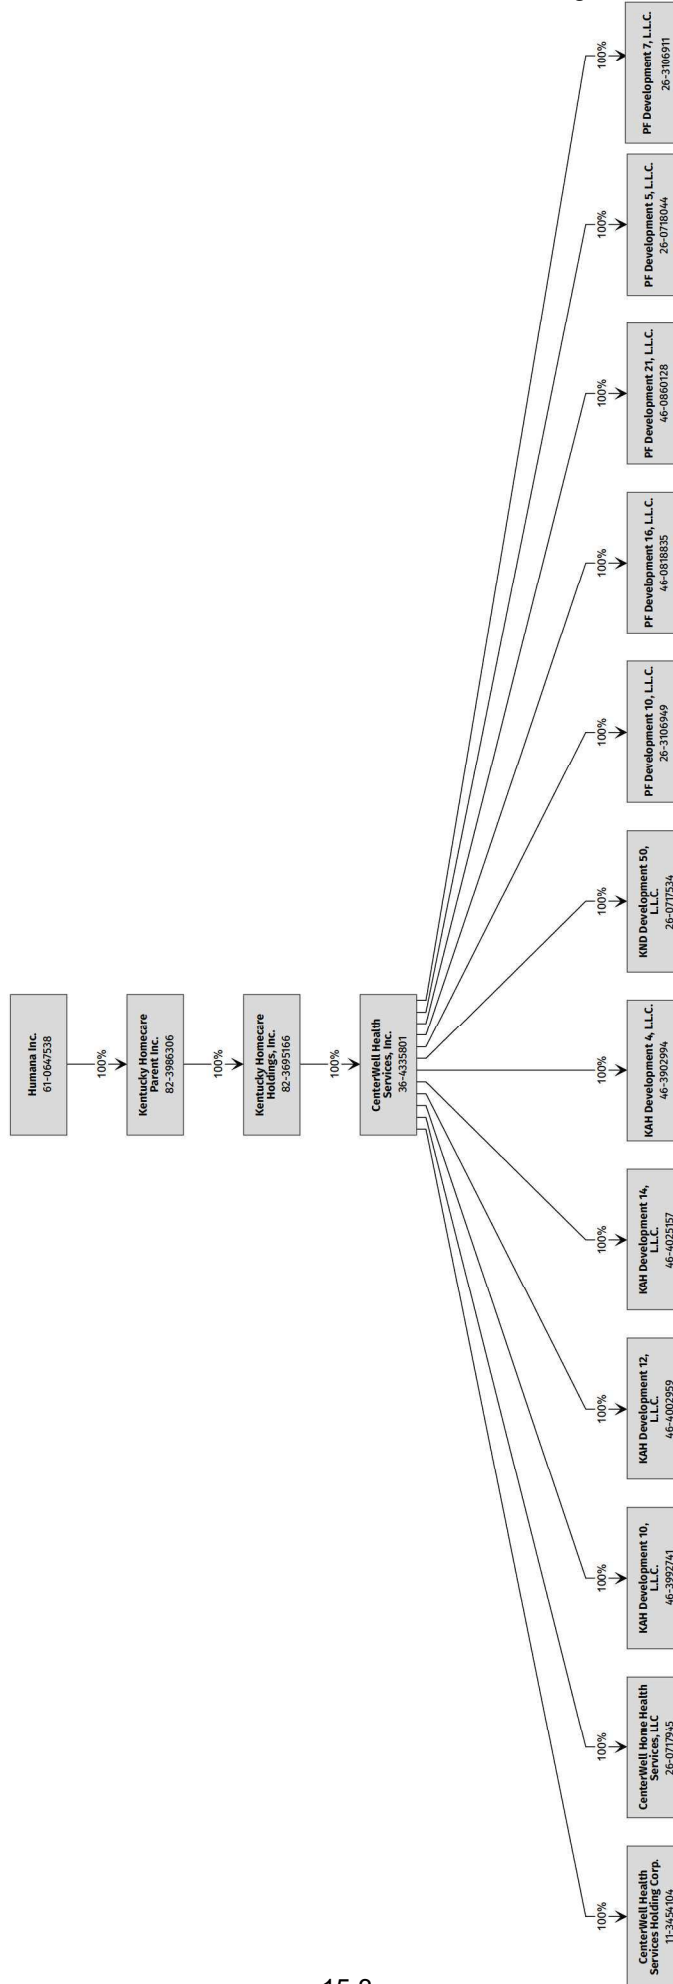 Humana Inc.
61-0647538
100%
Kentucky Homecare
Parent Inc.
82-3986306
100%
Kentucky Homecare
Holdings, Inc.
82-3695166
100%
CenterWell Health
Services, Inc.
36-4335801
100%
CenterWell Health
Services Holding Corp.
11-3454104
100%
CenterWell Home Health
Services, LLC
26-0717945
100%
KAH Development 10,
L.L.C.
46-3992741
100%
KAH Development 12,
L.L.C.
46-4002959
100%
KAH Development 14,
L.L.C.
46-4025157
100%
KAH Development 4, L.L.C.
46-3902994
100%
KND Development 50,
L.L.C.
26-0717534
100%
PF Development 10, L.L.C.
26-3106949
100%
PF Development 16, L.L.C.
46-0818835
100%
PF Development 21, L.L.C.
46-0860128
100%
PF Development 5, L.L.C.
26-0718044
100%
PF Development 7, L.L.C.
26-3106911